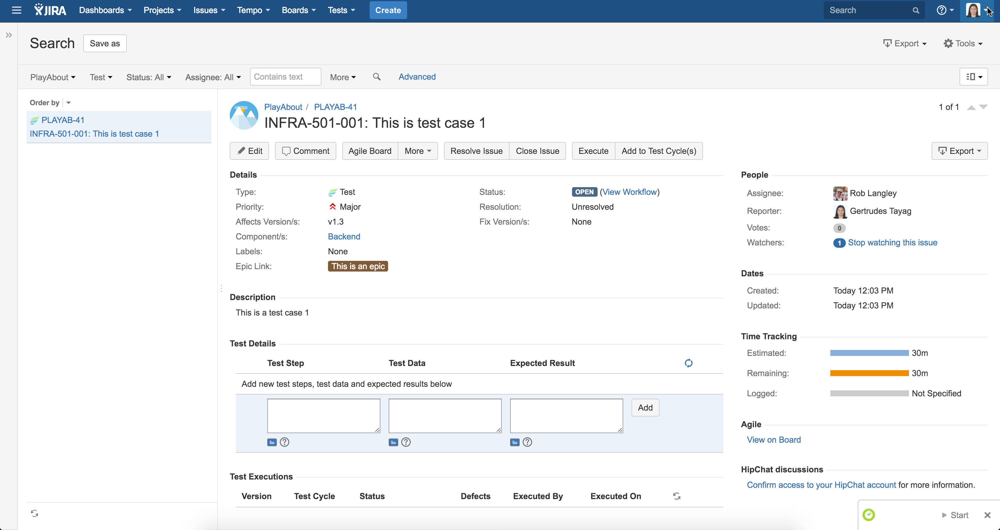 JIRA Dashboards Projects Issues Tempo Boards Tests Create Search
Search Save as Export Tools
PlayAbout Test Status: All Assignee: All Contains text More Advanced
Order by
PLAYAB-41
INFRA-501-001: This is test case 1
PlayAbout / PLAYAB-41
1 of 1
INFRA-501-001: This is test case 1
Edit Comment Agile Board More Resolve Issue Close Issue Execute Add to Test Cycle(s) Export
Details
Type: Test
Priority: Major
Affects Version/s: v1.3
Component/s: Backend
Labels: None
Epic Link: This is an epic
Status: OPEN (View Workflow)
Resolution: Unresolved
Fix Version/s: None
Description
This is a test case 1
Test Details
Test Step Test Data Expected Result
Add new test steps, test data and expected results below
Add
Test Executions
Version Test Cycle Status Defects Executed By Executed On
People
Assignee: Rob Langley
Reporter: Gertrudes Tayag
Votes: 0
Watchers: 1 Stop watching this issue
Dates
Created: Today 12:03 PM
Updated: Today 12:03 PM
Time Tracking
Estimated: 30m
Remaining: 30m
Logged: Not Specified
Agile
View on Board
HipChat discussions
Confirm access to your HipChat account for more information.
Start